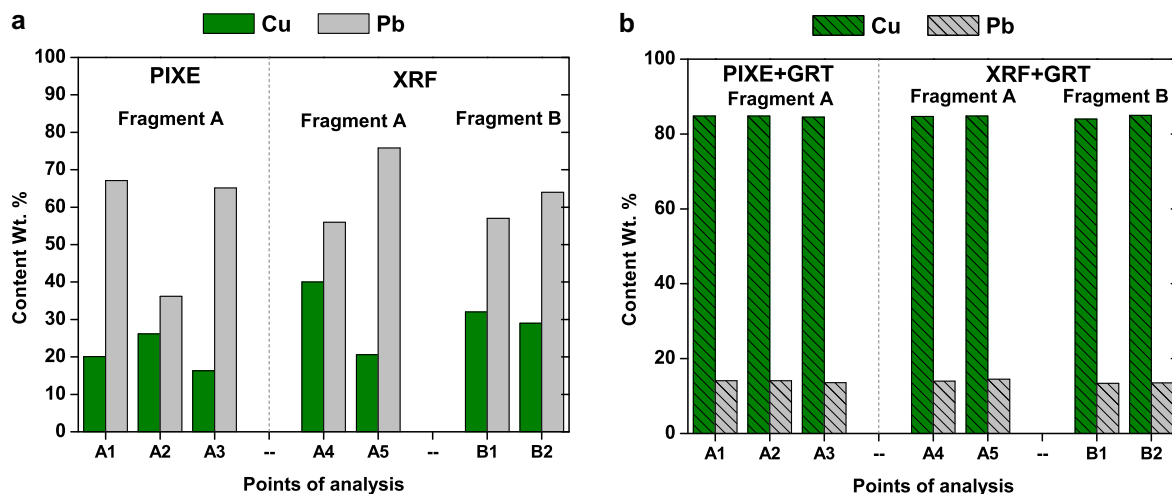 a
Cu Pb
PIXE XRF
Fragment A Fragment A Fragment B
100
90
80
70
60
50
40
30
20
10
0
Content Wt. %
A1 A2 A3 -- A4 A5 -- B1 B2
Points of analysis
b
Cu Pb
PIXE+GRT XRF+GRT
Fragment A Fragment A Fragment B
100
80
60
40
20
0
Content Wt. %
A1 A2 A3 -- A4 A5 -- B1 B2
Points of analysis